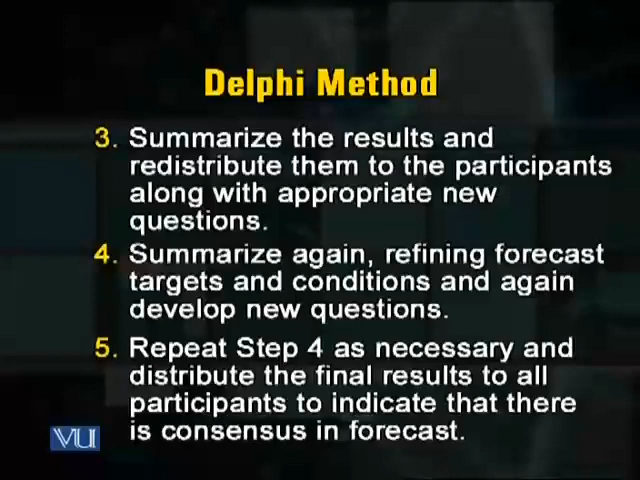 Delphi Method
3. Summarize the results and
redistribute them to the participants
along with appropriate new
questions.
4. Summarize again, refining forecast
targets and conditions and again
develop new questions.
5. Repeat Step 4 as necessary and
distribute the final results to all
participants to indicate that there
is consensus in forecast.
VU